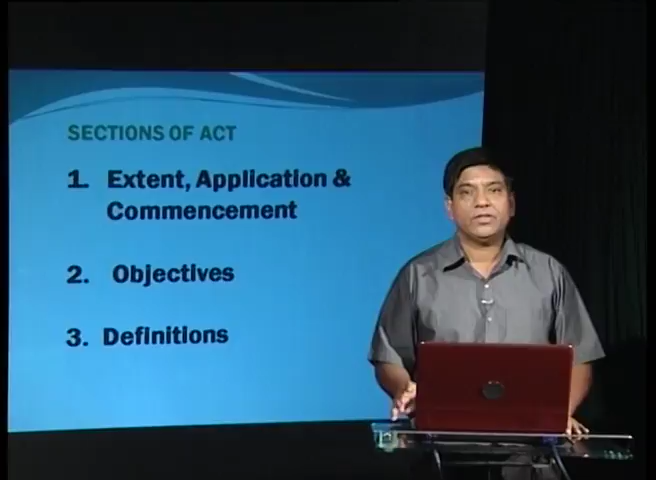 SECTIONS OF ACT
1. Extent, Application &
Commencement
2. Objectives
3. Definitions